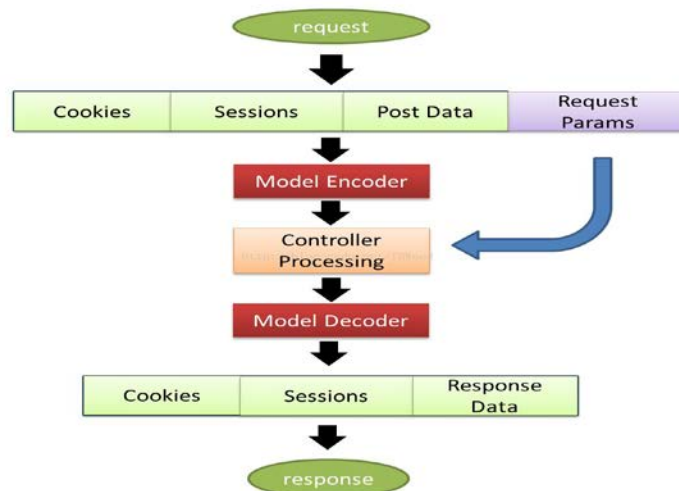 request
Cookies
Sessions
Post Data
Request
Params
Model Encoder
Controller
Processing
Model Decoder
Cookies
Sessions
Response
Data
response